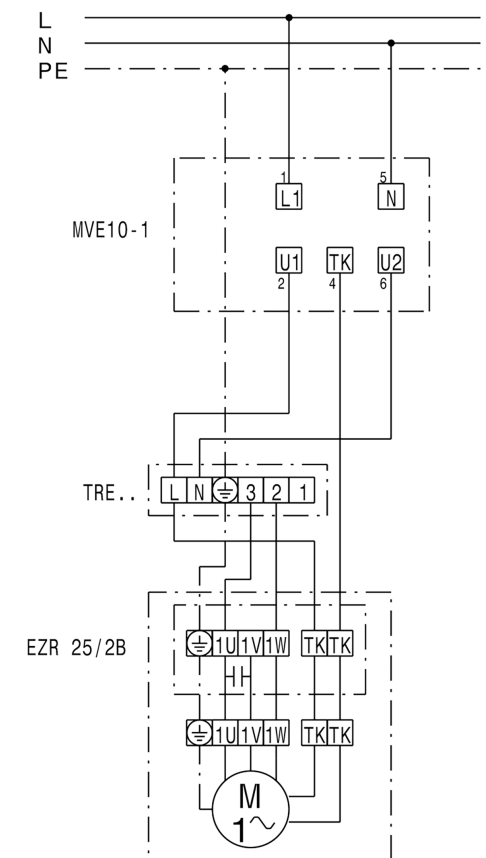 L
N
PE
1 5
L1 N
MVE10-1
U1 TK U2
2 4 6
TRE.. L N 3 2 1
EZR 25/2B 1U 1V 1W TK TK
1U 1V 1W TK TK
M
1~